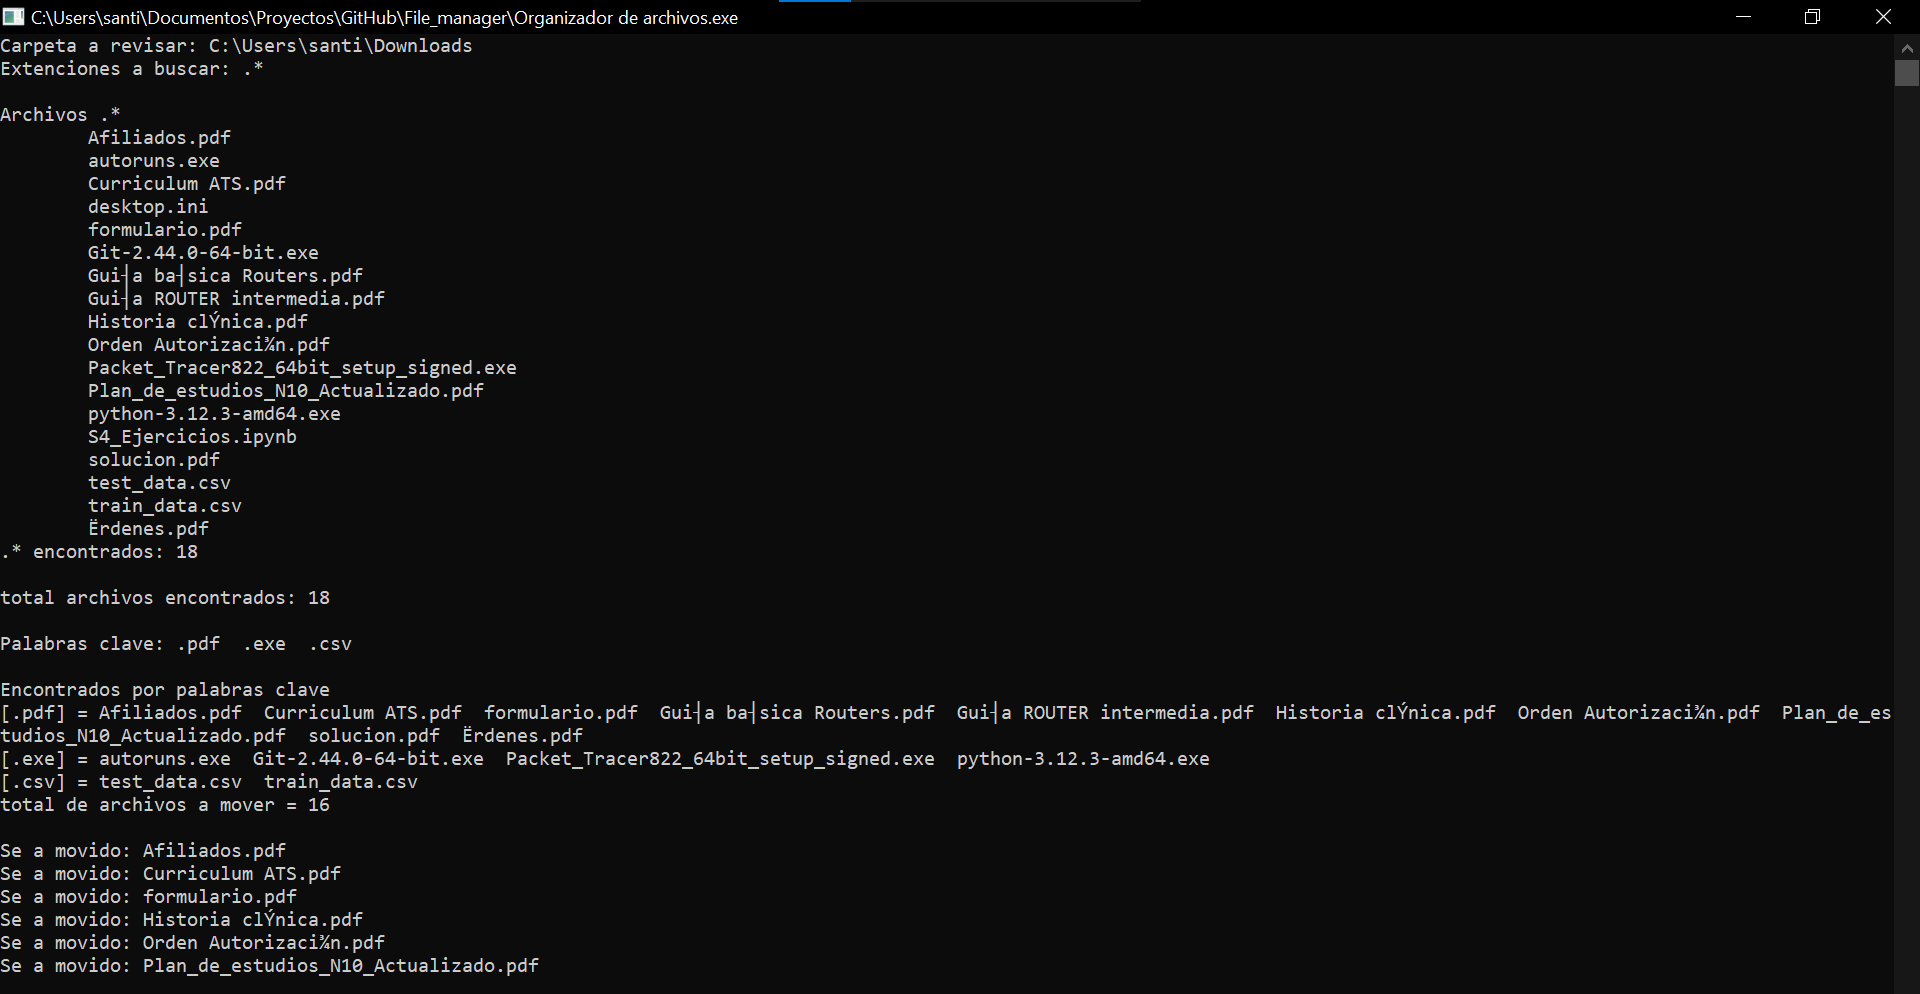 C:\Users\santi\Documentos\Proyectos\GitHub\File_manager\Organizador de archivos.exe
Carpeta a revisar: C:\Users\santi\Downloads
Extenciones a buscar: .*
Archivos .*
Afiliados.pdf
autoruns.exe
Curriculum ATS.pdf
desktop.ini
formulario.pdf
Git-2.44.0-64-bit.exe
Gui┤a ba┤sica Routers.pdf
Gui┤a ROUTER intermedia.pdf
Historia clÝnica.pdf
Orden Autorizaci¾n.pdf
Packet_Tracer822_64bit_setup_signed.exe
Plan_de_estudios_N10_Actualizado.pdf
python-3.12.3-amd64.exe
S4_Ejercicios.ipynb
solucion.pdf
test_data.csv
train_data.csv
Ërdenes.pdf
.* encontrados: 18
total archivos encontrados: 18
Palabras clave: .pdf  .exe  .csv
Encontrados por palabras clave
[.pdf] = Afiliados.pdf  Curriculum ATS.pdf  formulario.pdf  Gui┤a ba┤sica Routers.pdf  Gui┤a ROUTER intermedia.pdf  Historia clÝnica.pdf  Orden Autorizaci¾n.pdf  Plan_de_es
tudios_N10_Actualizado.pdf  solucion.pdf  Ërdenes.pdf
[.exe] = autoruns.exe  Git-2.44.0-64-bit.exe  Packet_Tracer822_64bit_setup_signed.exe  python-3.12.3-amd64.exe
[.csv] = test_data.csv  train_data.csv
total de archivos a mover = 16
Se a movido: Afiliados.pdf
Se a movido: Curriculum ATS.pdf
Se a movido: formulario.pdf
Se a movido: Historia clÝnica.pdf
Se a movido: Orden Autorizaci¾n.pdf
Se a movido: Plan_de_estudios_N10_Actualizado.pdf